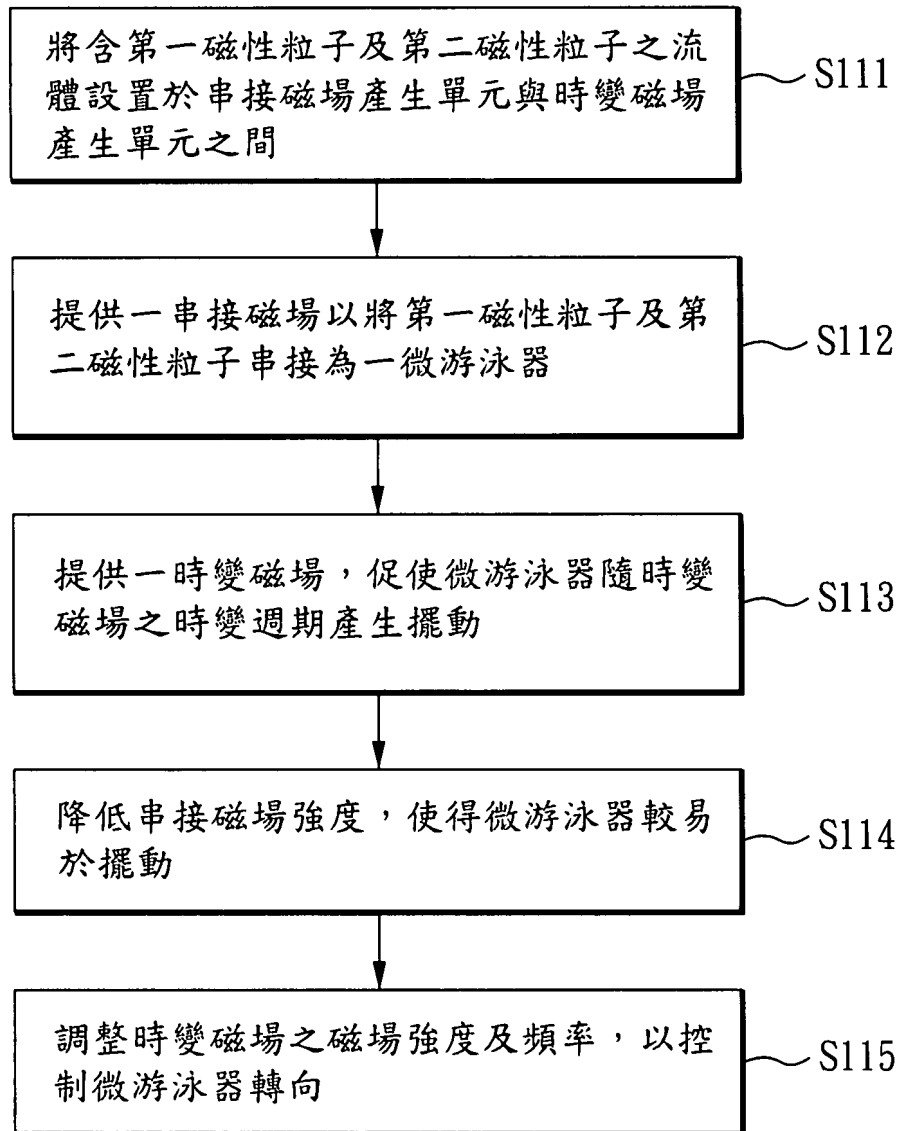 將含第一磁性粒子及第二磁性粒子之流
體設置於串接磁場產生單元與時變磁場
產生單元之間
S111
提供一串接磁場以將第一磁性粒子及第
二磁性粒子串接為一微游泳器
S112
提供一時變磁場，促使微游泳器隨時變
磁場之時變週期產生擺動
S113
降低串接磁場強度，使得微游泳器較易
於擺動
S114
調整時變磁場之磁場強度及頻率，以控
制微游泳器轉向
S115